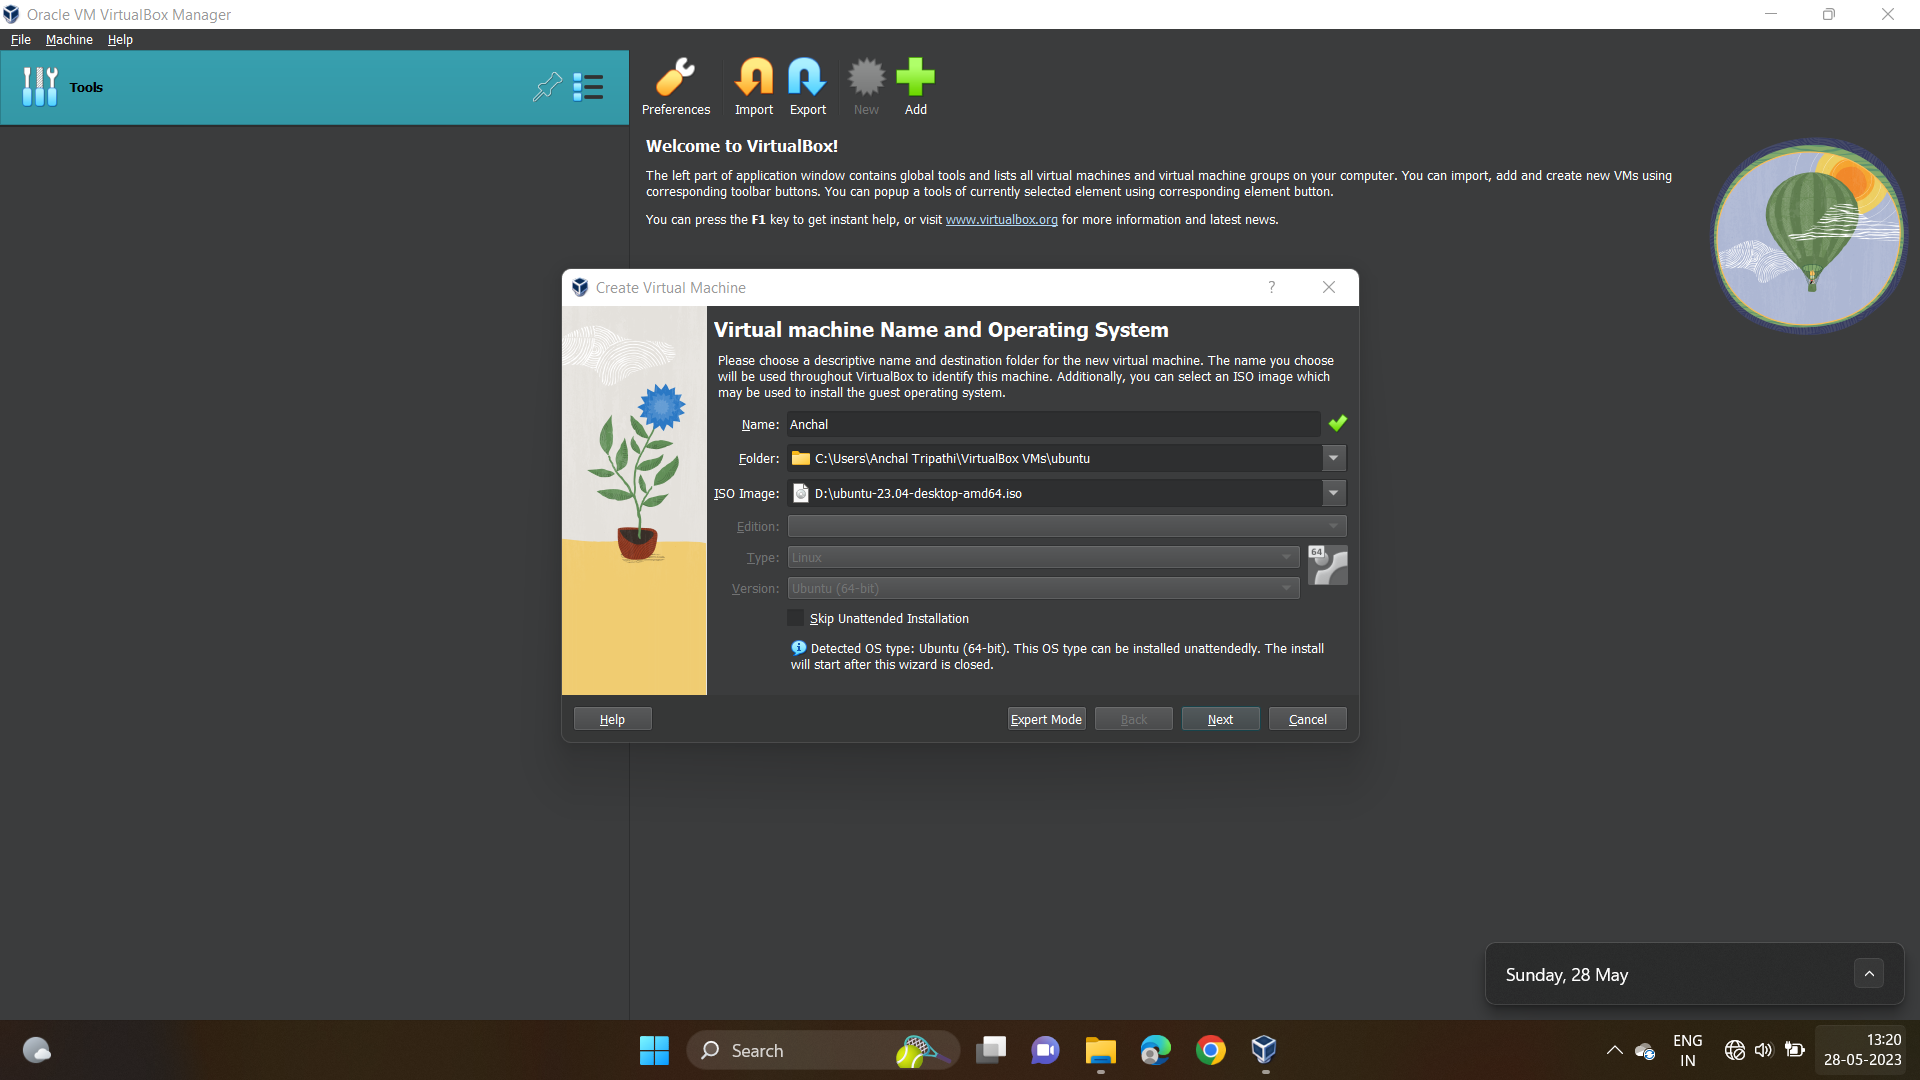 Oracle VM VirtualBox Manager
File Machine Help
Tools
Preferences Import Export New Add
Welcome to VirtualBox!
The left part of application window contains global tools and lists all virtual machines and virtual machine groups on your computer. You can import, add and create new VMs using
corresponding toolbar buttons. You can popup a tools of currently selected element using corresponding element button.
You can press the F1 key to get instant help, or visit www.virtualbox.org for more information and latest news.
Create Virtual Machine ?
Virtual machine Name and Operating System
Please choose a descriptive name and destination folder for the new virtual machine. The name you choose
will be used throughout VirtualBox to identify this machine. Additionally, you can select an ISO image which
may be used to install the guest operating system.
Name: Anchal
Folder: C:\Users\Anchal Tripathi\VirtualBox VMs\ubuntu
ISO Image: D:\ubuntu-23.04-desktop-amd64.iso
Edition:
Type: Linux
64
Version: Ubuntu (64-bit)
Skip Unattended Installation
Detected OS type: Ubuntu (64-bit). This OS type can be installed unattendedly. The install
will start after this wizard is closed.
Help Expert Mode Back Next Cancel
Sunday, 28 May
Search
ENG
IN
13:20
28-05-2023